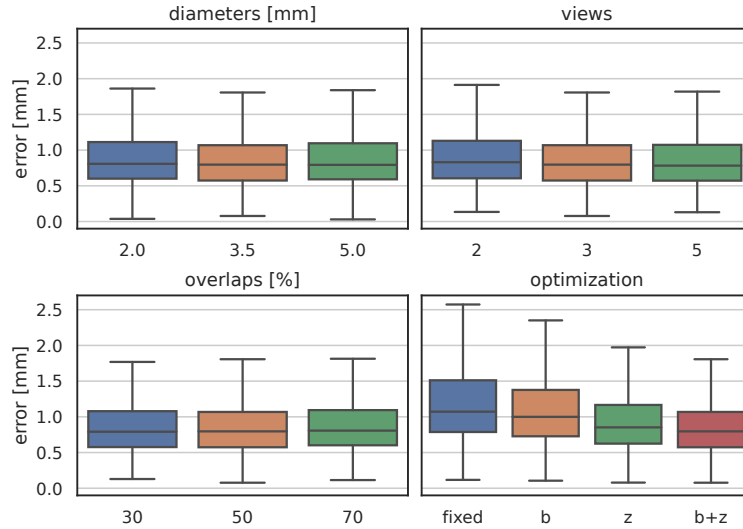 diameters [mm]
views
error [mm]
2.5
2.0
1.5
1.0
0.5
0.0
2.0 3.5 5.0
2 3 5
overlaps [%]
optimization
error [mm]
2.5
2.0
1.5
1.0
0.5
0.0
30 50 70
fixed b z b+z